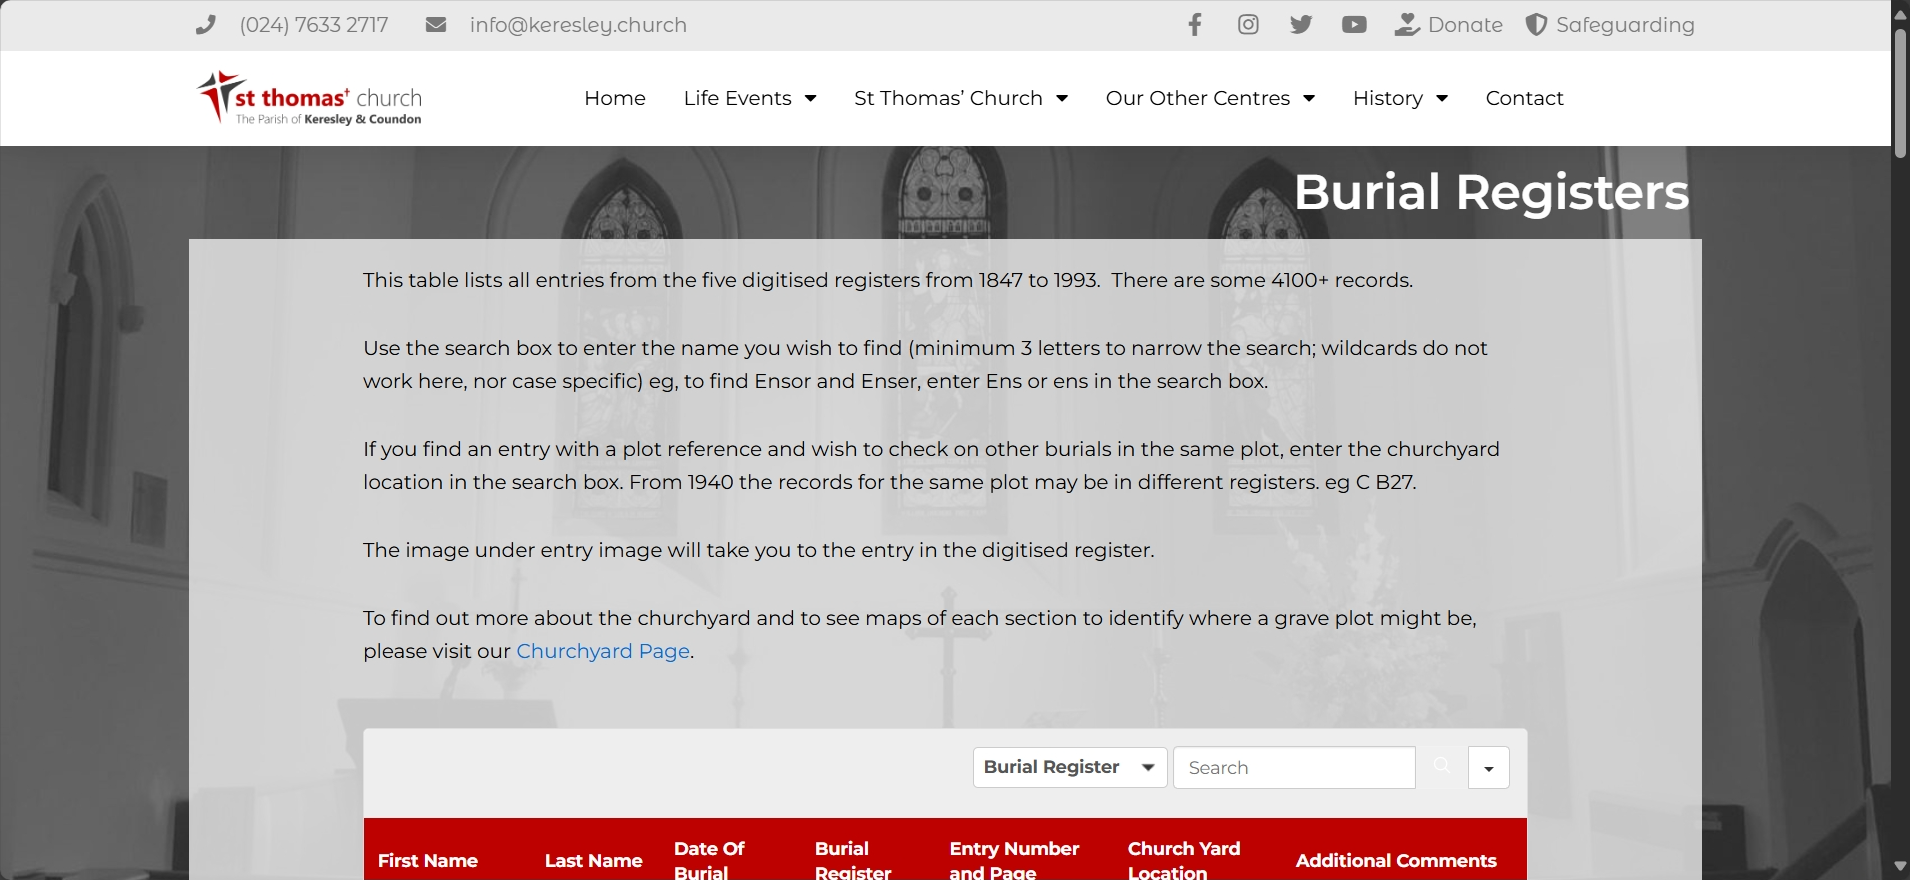 (024) 7633 2717
info@keresley.church
Donate
Safeguarding
st thomas† church
The Parish of Keresley & Coundon
Home
Life Events
St Thomas’ Church
Our Other Centres
History
Contact
Burial Registers
This table lists all entries from the five digitised registers from 1847 to 1993.  There are some 4100+ records.
Use the search box to enter the name you wish to find (minimum 3 letters to narrow the search; wildcards do not
work here, nor case specific) eg, to find Ensor and Enser, enter Ens or ens in the search box.
If you find an entry with a plot reference and wish to check on other burials in the same plot, enter the churchyard
location in the search box. From 1940 the records for the same plot may be in different registers. eg C B27.
The image under entry image will take you to the entry in the digitised register.
To find out more about the churchyard and to see maps of each section to identify where a grave plot might be,
please visit our Churchyard Page.
Burial Register
Search
First Name
Last Name
Date Of
Burial
Burial
Register
Entry Number
and Page
Church Yard
Location
Additional Comments